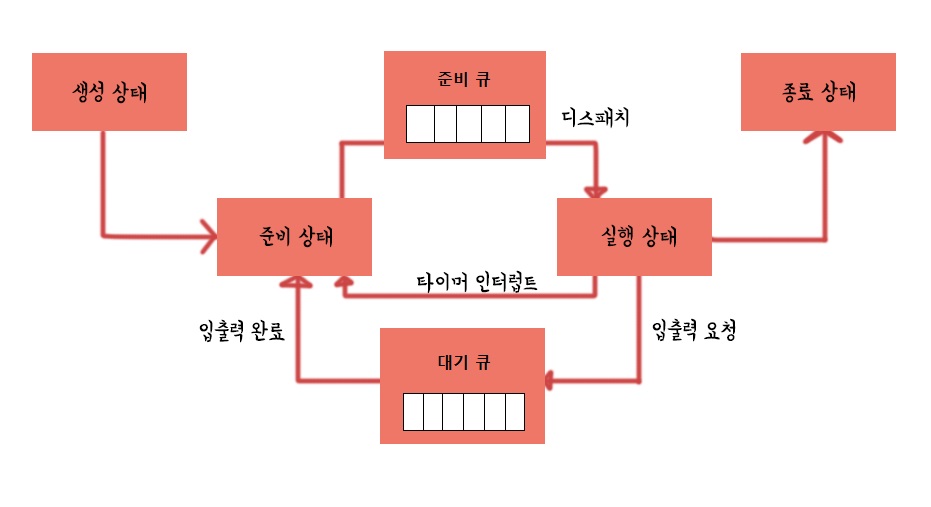 생성 상태
준비 큐
디스패치
종료 상태
준비 상태
실행 상태
타이머 인터럽트
입출력 완료
입출력 요청
대기 큐